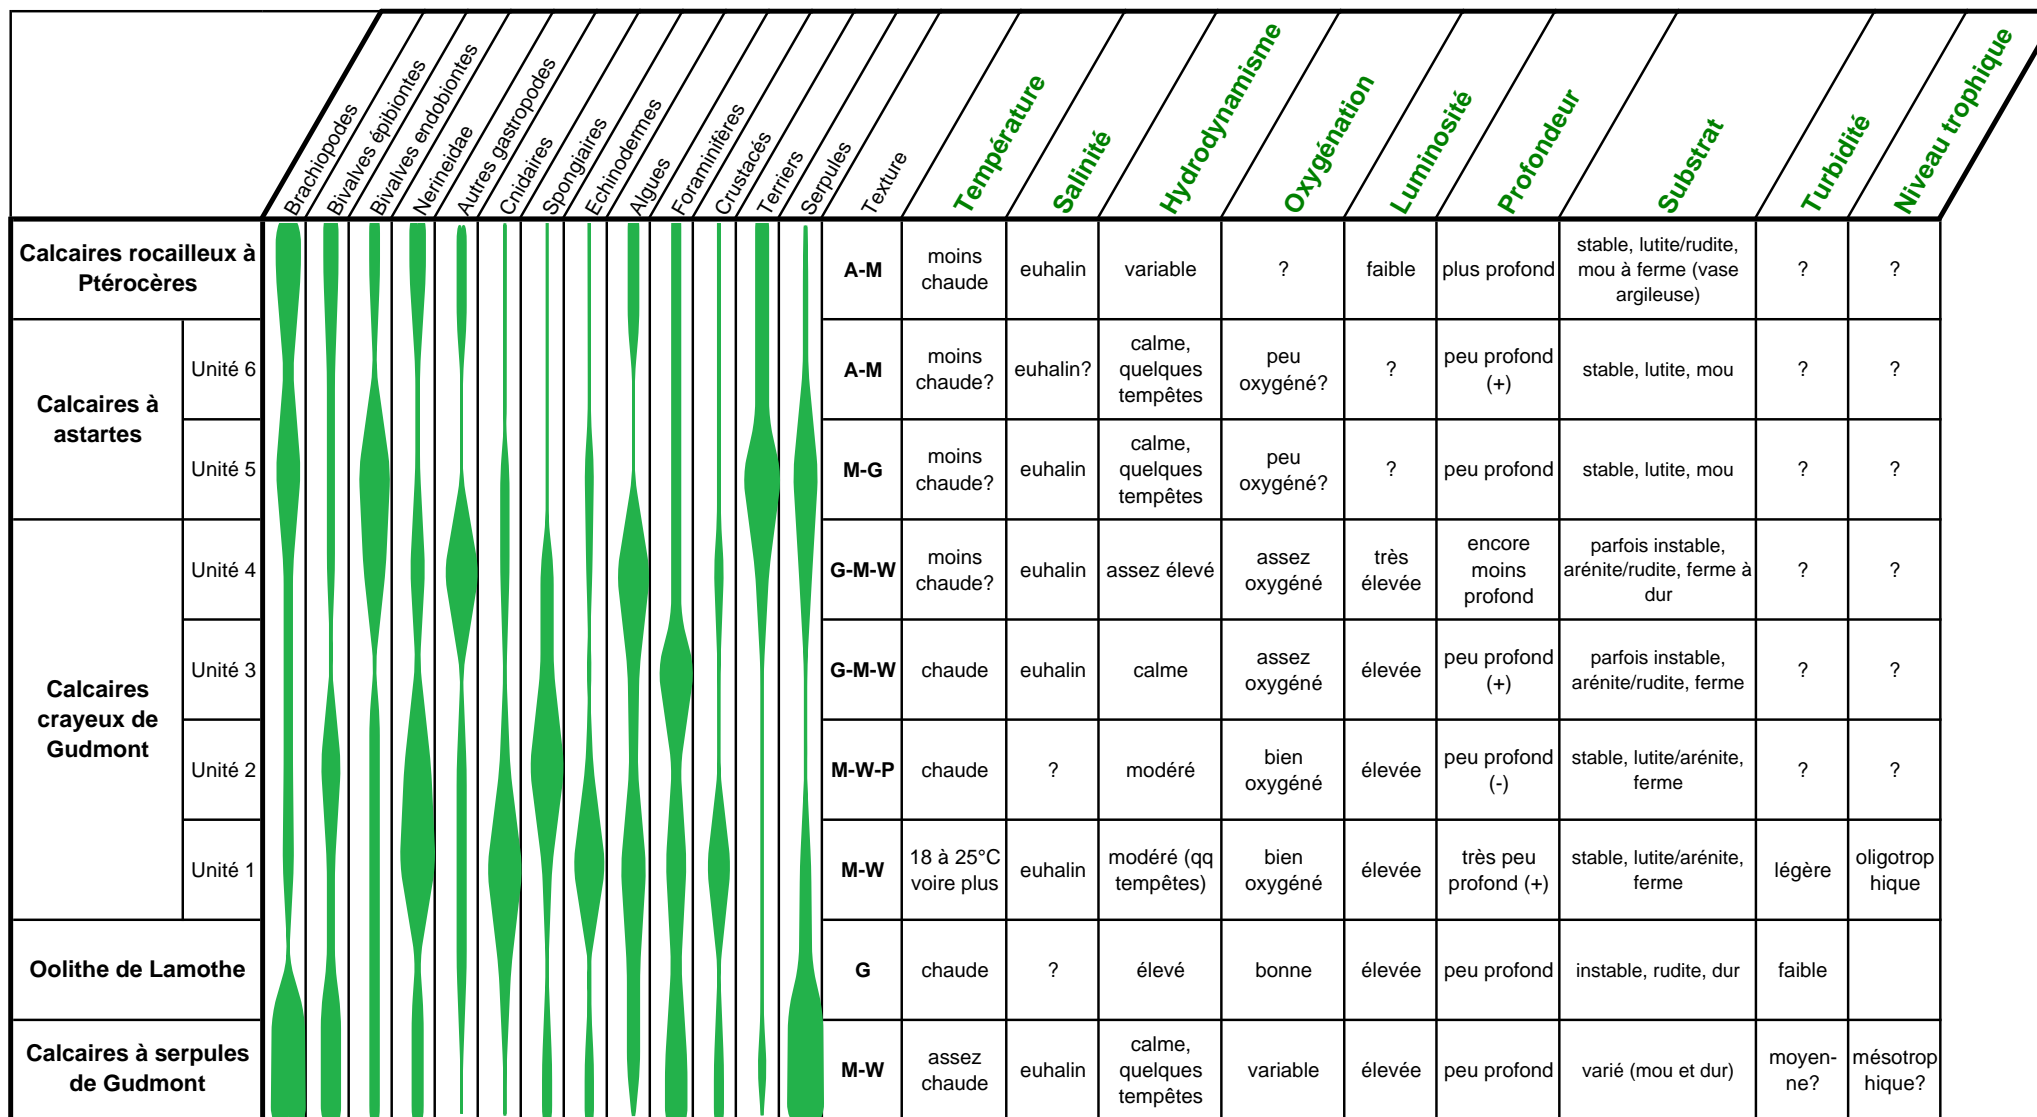 Brachiopodes
Bivalves épibiontes
Bivalves endobiontes
Nerineidae
Autres gastropodes
Cnidaires
Spongiaires
Echinodermes
Algues
Foraminifères
Crustacés
Terriers
Serpules
Texture
Température
Salinité
Hydrodynamisme
Oxygénation
Luminosité
Profondeur
Substrat
Turbidité
Niveau trophique
Calcaires rocailleux à
Ptérocères
A-M
moins
chaude
euhalin
variable
?
faible
plus profond
stable, lutite/rudite,
mou à ferme (vase
argileuse)
?
?
Calcaires à
astartes
Unité 6
A-M
moins
chaude?
euhalin?
calme,
quelques
tempêtes
peu
oxygéné?
?
peu profond
(+)
stable, lutite, mou
?
?
Unité 5
M-G
moins
chaude?
euhalin
calme,
quelques
tempêtes
peu
oxygéné?
?
peu profond
stable, lutite, mou
?
?
Calcaires
crayeux de
Gudmont
Unité 4
G-M-W
moins
chaude?
euhalin
assez élevé
assez
oxygéné
très
élevée
encore
moins
profond
parfois instable,
arénite/rudite, ferme à
dur
?
?
Unité 3
G-M-W
chaude
euhalin
calme
assez
oxygéné
élevée
peu profond
(+)
parfois instable,
arénite/rudite, ferme
?
?
Unité 2
M-W-P
chaude
?
modéré
bien
oxygéné
élevée
peu profond
(-)
stable, lutite/arénite,
ferme
?
?
Unité 1
M-W
18 à 25°C
voire plus
euhalin
modéré (qq
tempêtes)
bien
oxygéné
élevée
très peu
profond (+)
stable, lutite/arénite,
ferme
légère
oligotrop
hique
Oolithe de Lamothe
G
chaude
?
élevé
bonne
élevée
peu profond
instable, rudite, dur
faible
Calcaires à serpules
de Gudmont
M-W
assez
chaude
euhalin
calme,
quelques
tempêtes
variable
élevée
peu profond
varié (mou et dur)
moyen-
ne?
mésotrop
hique?